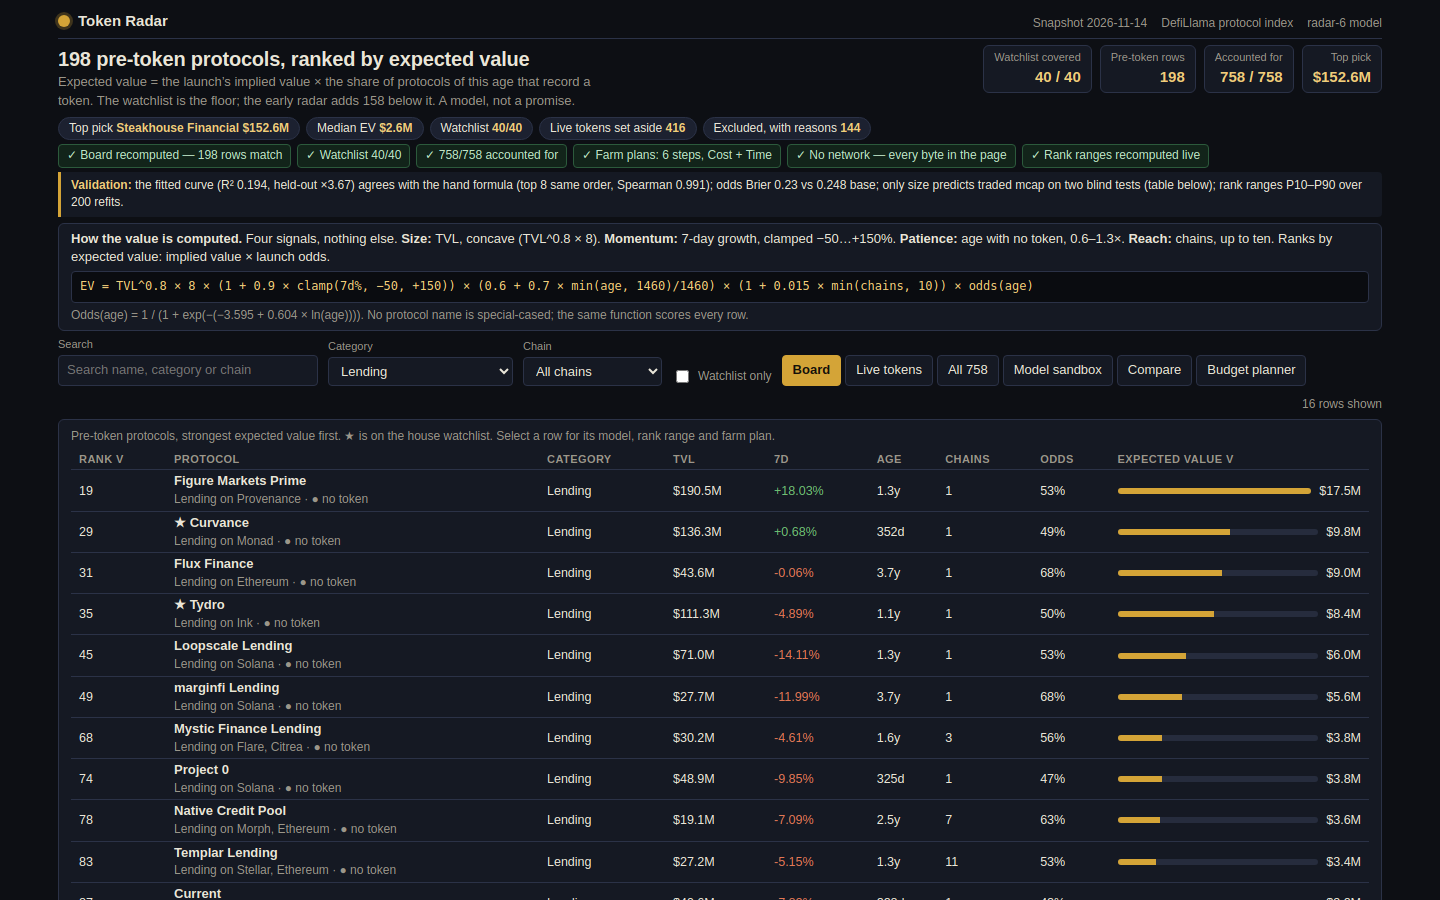 Token Radar
Snapshot 2026-11-14 DefiLlama protocol index radar-6 model
198 pre-token protocols, ranked by expected value
Expected value = the launch's implied value × the share of protocols of this age that record a
token. The watchlist is the floor; the early radar adds 158 below it. A model, not a promise.
Watchlist covered
40 / 40
Pre-token rows
198
Accounted for
758 / 758
Top pick
$152.6M
Top pick Steakhouse Financial $152.6M
Median EV $2.6M
Watchlist 40/40
Live tokens set aside 416
Excluded, with reasons 144
✓ Board recomputed — 198 rows match
✓ Watchlist 40/40
✓ 758/758 accounted for
✓ Farm plans: 6 steps, Cost + Time
✓ No network — every byte in the page
✓ Rank ranges recomputed live
Validation: the fitted curve (R² 0.194, held-out ×3.67) agrees with the hand formula (top 8 same order, Spearman 0.991); odds Brier 0.23 vs 0.248 base; only size predicts traded mcap on two blind tests (table below); rank ranges P10–P90 over
200 refits.
How the value is computed. Four signals, nothing else. Size: TVL, concave (TVL^0.8 × 8). Momentum: 7-day growth, clamped −50…+150%. Patience: age with no token, 0.6–1.3×. Reach: chains, up to ten. Ranks by
expected value: implied value × launch odds.
EV = TVL^0.8 × 8 × (1 + 0.9 × clamp(7d%, −50, +150)) × (0.6 + 0.7 × min(age, 1460)/1460) × (1 + 0.015 × min(chains, 10)) × odds(age)
Odds(age) = 1 / (1 + exp(−(−3.595 + 0.604 × ln(age)))). No protocol name is special-cased; the same function scores every row.
Search
Search name, category or chain
Category
Lending
Chain
All chains
Watchlist only
Board
Live tokens
All 758
Model sandbox
Compare
Budget planner
16 rows shown
Pre-token protocols, strongest expected value first. ★ is on the house watchlist. Select a row for its model, rank range and farm plan.
RANK V PROTOCOL CATEGORY TVL 7D AGE CHAINS ODDS EXPECTED VALUE V
19 Figure Markets Prime Lending $190.5M +18.03% 1.3y 1 53% $17.5M
Lending on Provenance · ● no token
29 ★ Curvance Lending $136.3M +0.68% 352d 1 49% $9.8M
Lending on Monad · ● no token
31 Flux Finance Lending $43.6M -0.06% 3.7y 1 68% $9.0M
Lending on Ethereum · ● no token
35 ★ Tydro Lending $111.3M -4.89% 1.1y 1 50% $8.4M
Lending on Ink · ● no token
45 Loopscale Lending Lending $71.0M -14.11% 1.3y 1 53% $6.0M
Lending on Solana · ● no token
49 marginfi Lending Lending $27.7M -11.99% 3.7y 1 68% $5.6M
Lending on Solana · ● no token
68 Mystic Finance Lending Lending $30.2M -4.61% 1.6y 3 56% $3.8M
Lending on Flare, Citrea · ● no token
74 Project 0 Lending $48.9M -9.85% 325d 1 47% $3.8M
Lending on Solana · ● no token
78 Native Credit Pool Lending $19.1M -7.09% 2.5y 7 63% $3.6M
Lending on Morph, Ethereum · ● no token
83 Templar Lending Lending $27.2M -5.15% 1.3y 11 53% $3.4M
Lending on Stellar, Ethereum · ● no token
Current